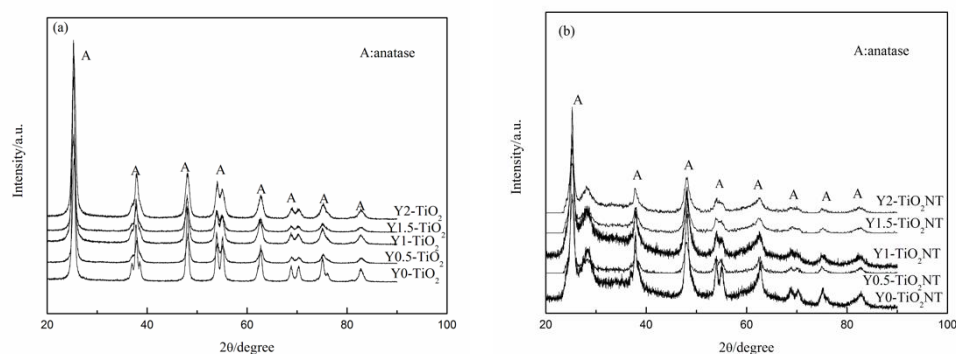 (a)
A
A:anatase
A
A
A
A
A
A
A
Y2-TiO2
Y1.5-TiO2
Y1-TiO2
Y0.5-TiO2
Y0-TiO2
Intensity/a.u.
20 40 60 80 100
2θ/degree
(b)
A:anatase
A
A
A
A
A
A
A
A
Y2-TiO2NT
Y1.5-TiO2NT
Y1-TiO2NT
Y0.5-TiO2NT
Y0-TiO2NT
Intensity/a.u.
20 40 60 80 100
2θ/degree